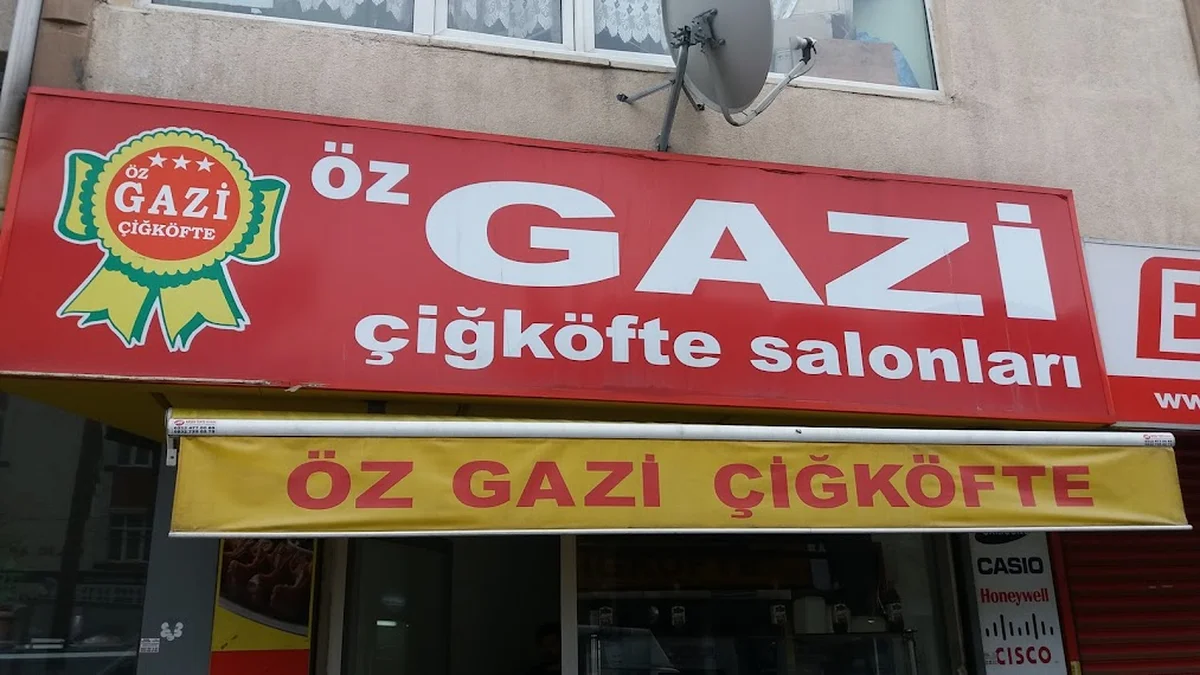 ÖZ
GAZİ
ÇİĞKÖFTE
ÖZ GAZİ
çiğköfte salonları
ÖZ GAZİ ÇİĞKÖFTE
CASIO
Honeywell
CISCO